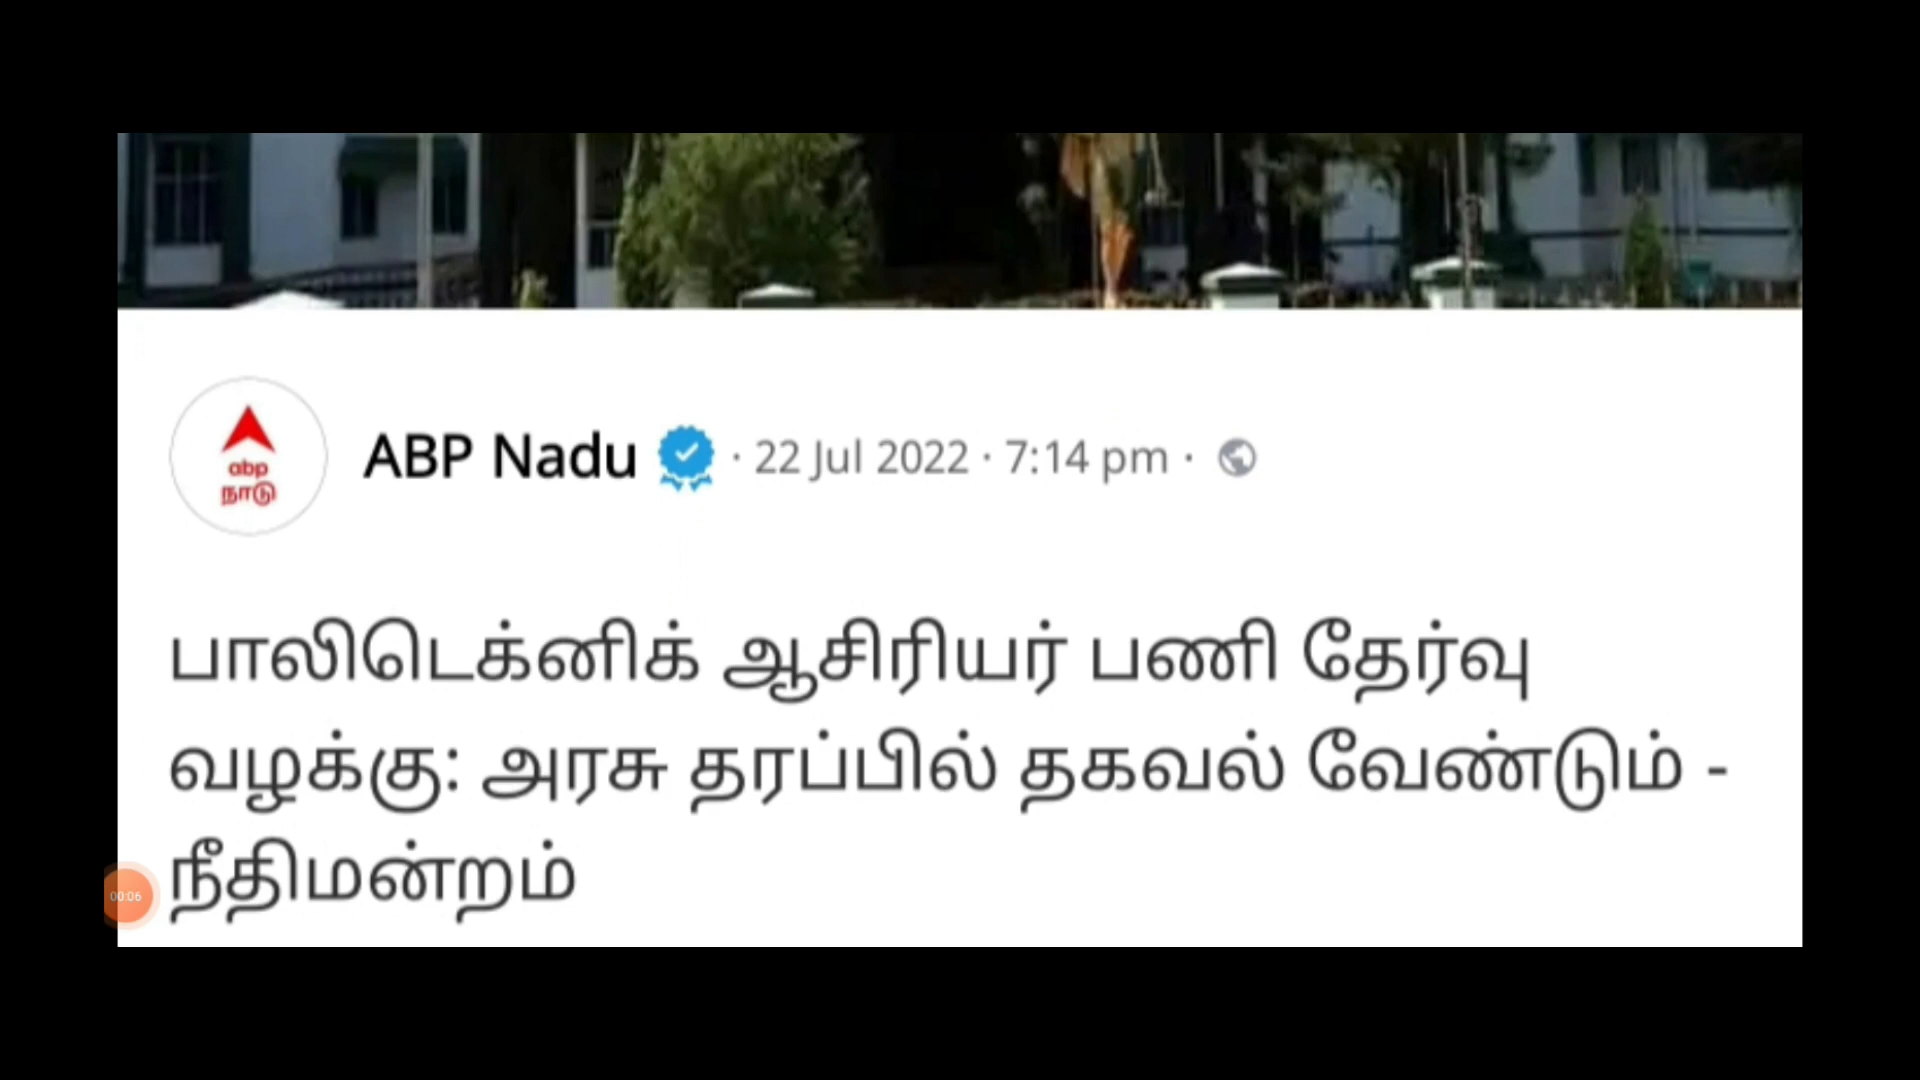 abp
நாடு
ABP Nadu · 22 Jul 2022 · 7:14 pm ·
பாலிடெக்னிக் ஆசிரியர் பணி தேர்வு
வழக்கு: அரசு தரப்பில் தகவல் வேண்டும் -
நீதிமன்றம்
00:06